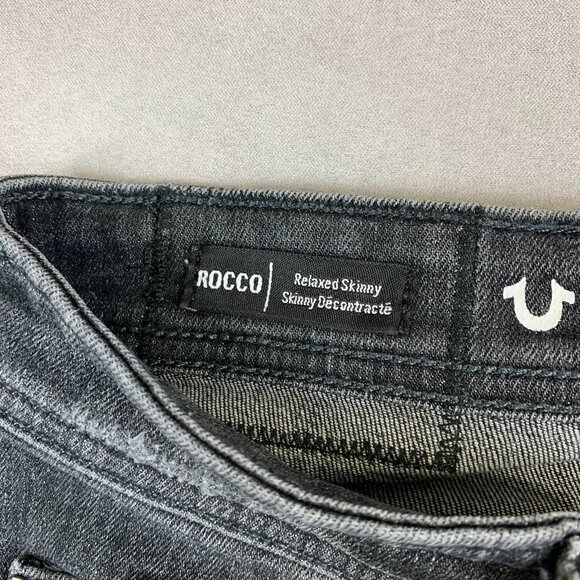 ROCCO
Relaxed Skinny
Skinny Décontracté